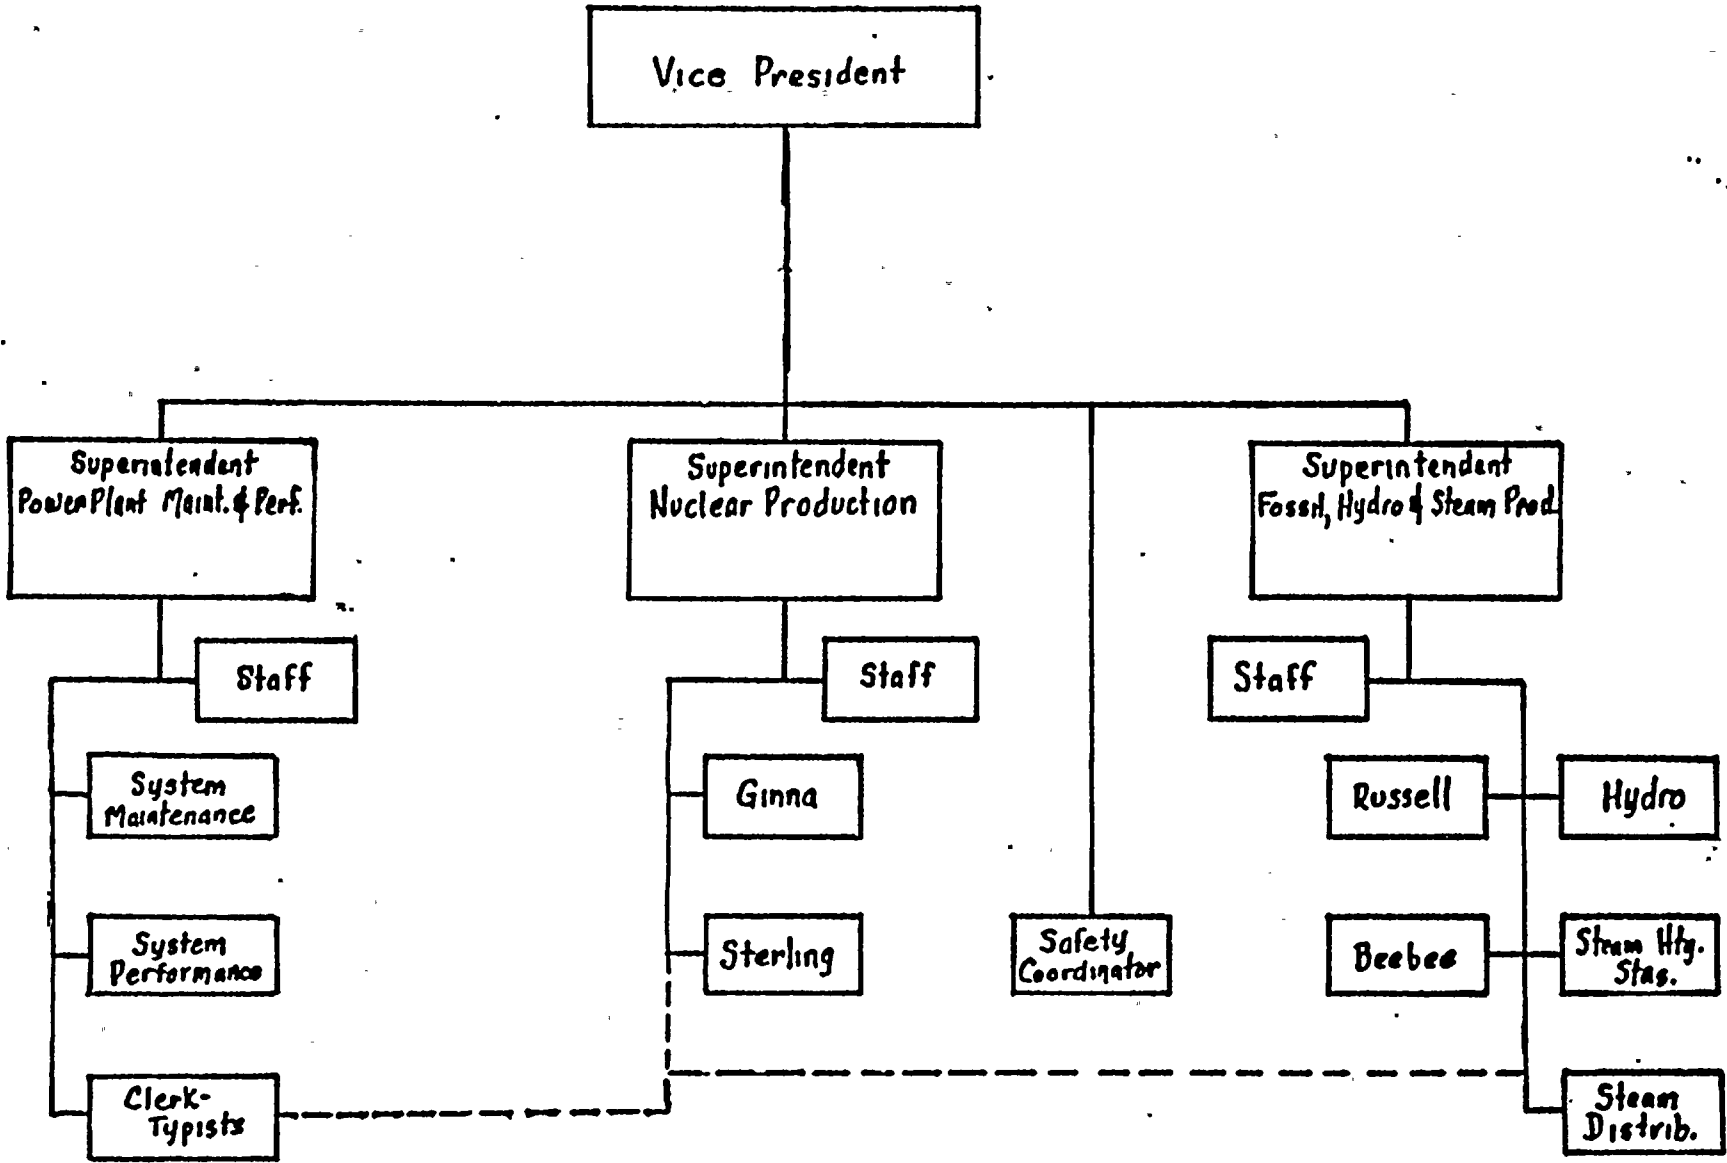 Vice President
Superintendent
Power Plant Maint. & Perf.
Superintendent
Nuclear Production
Superintendent
Fossil, Hydro & Steam Prod.
Staff
Staff
Staff
System
Maintenance
Ginna
Russell
Hydro
System
Performance
Sterling
Safety
Coordinator
Beebee
Steam Htg.
Stas.
Clerk-
Typists
Steam
Distrib.